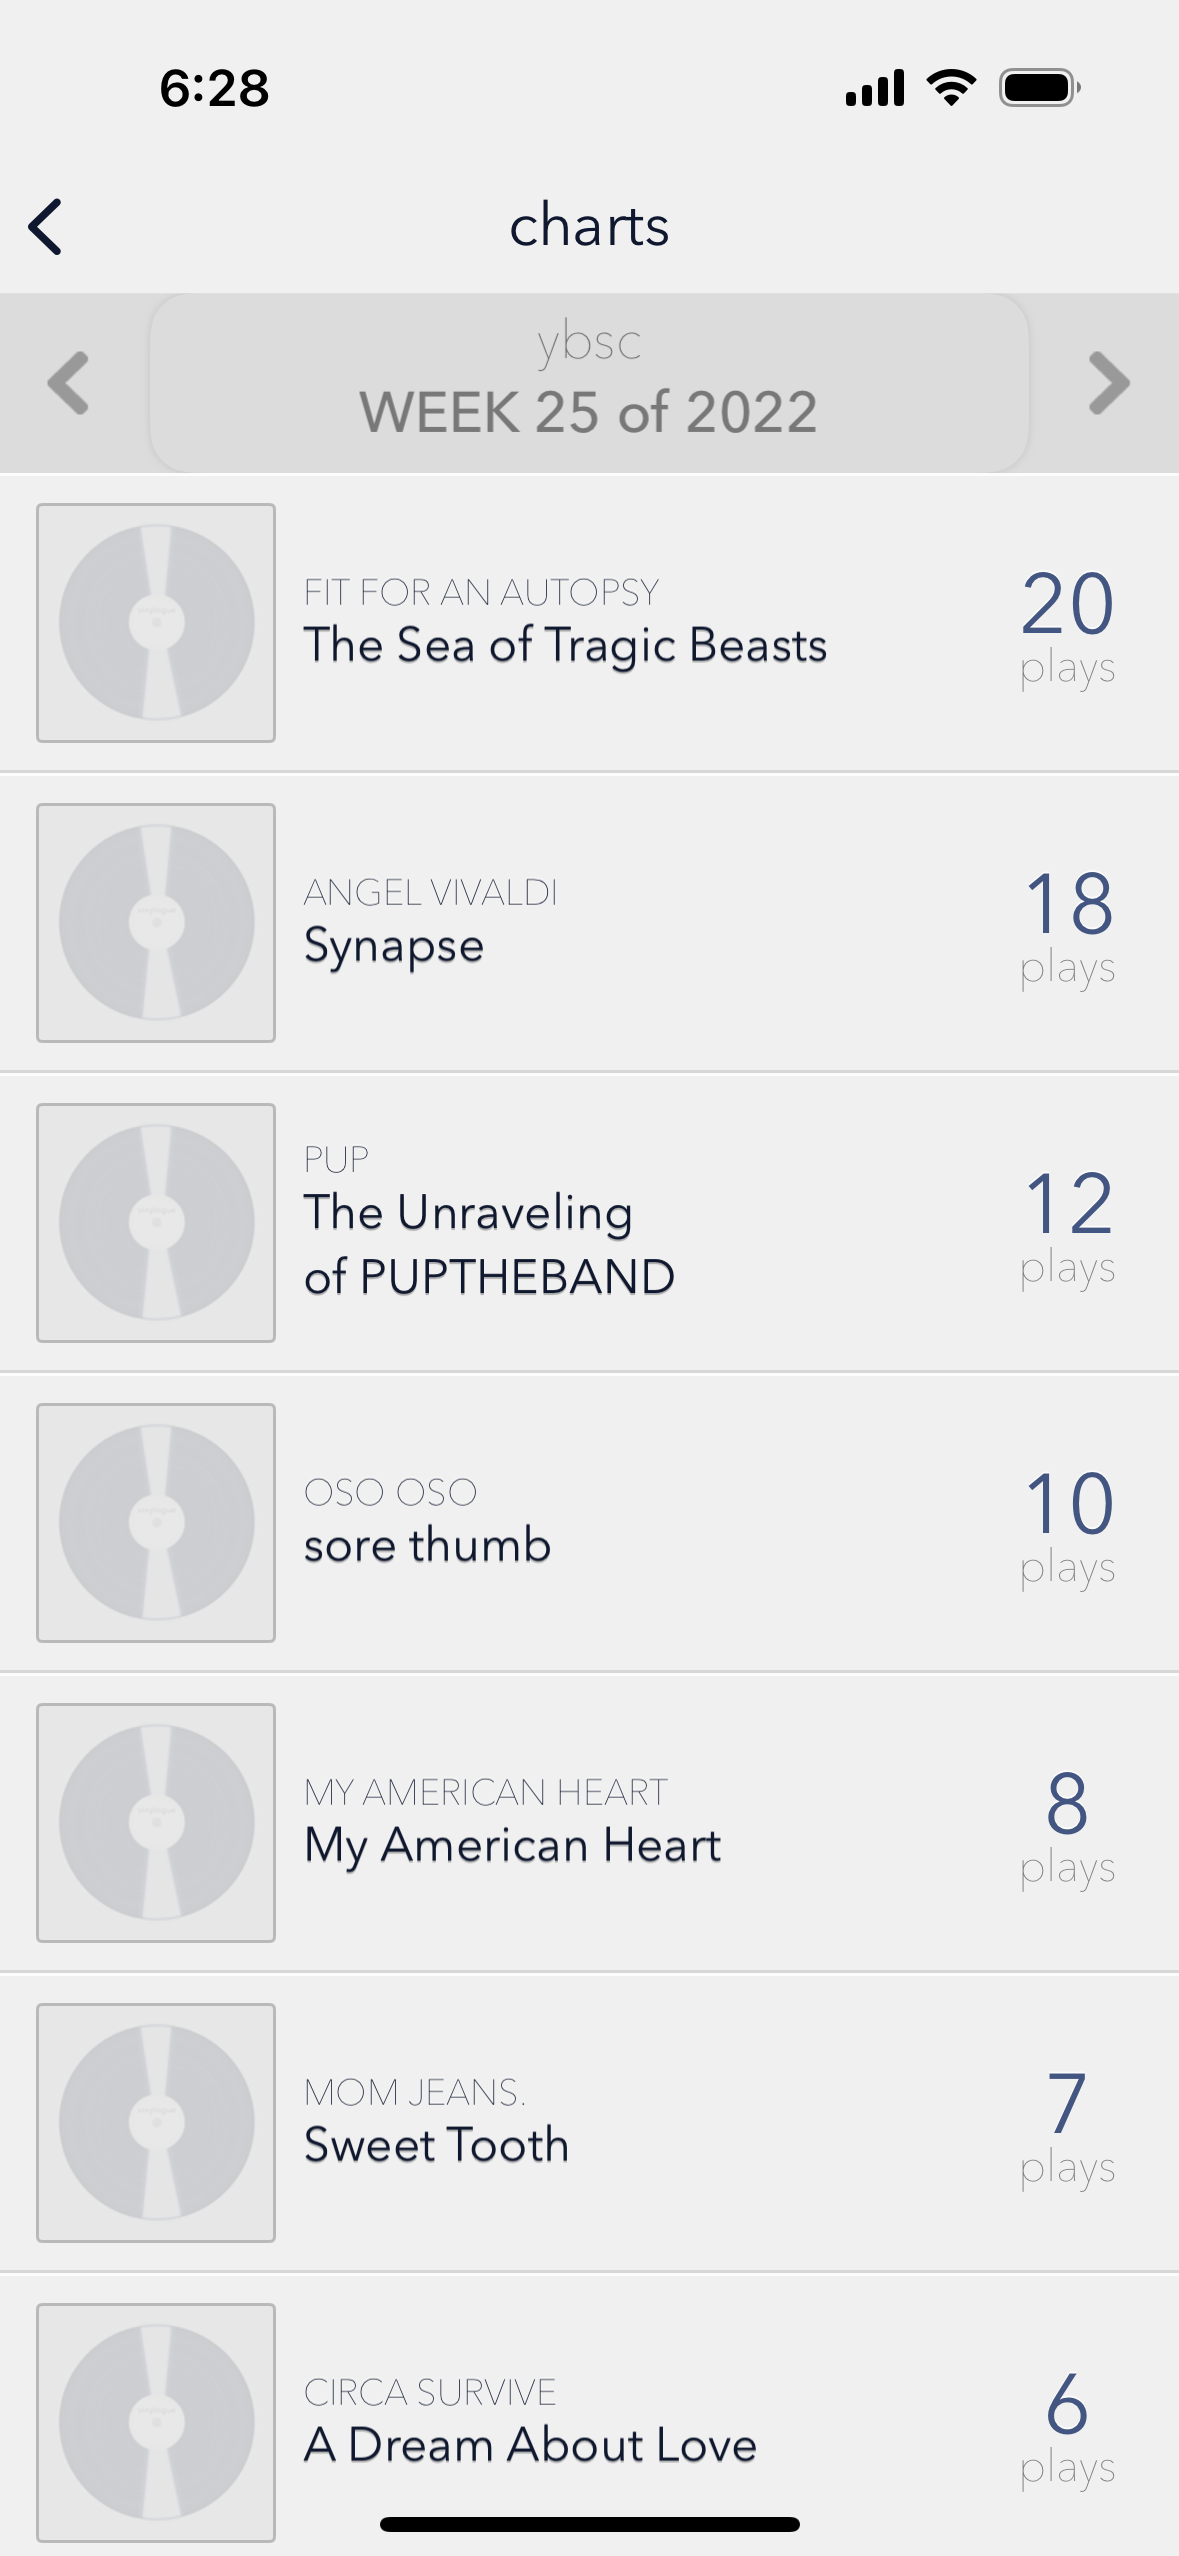 6:28
charts
ybsc
WEEK 25 of 2022
FIT FOR AN AUTOPSY
The Sea of Tragic Beasts
20
plays
ANGEL VIVALDI
Synapse
18
plays
PUP
The Unraveling
of PUPTHEBAND
12
plays
OSO OSO
sore thumb
10
plays
MY AMERICAN HEART
My American Heart
8
plays
MOM JEANS.
Sweet Tooth
7
plays
CIRCA SURVIVE
A Dream About Love
6
plays